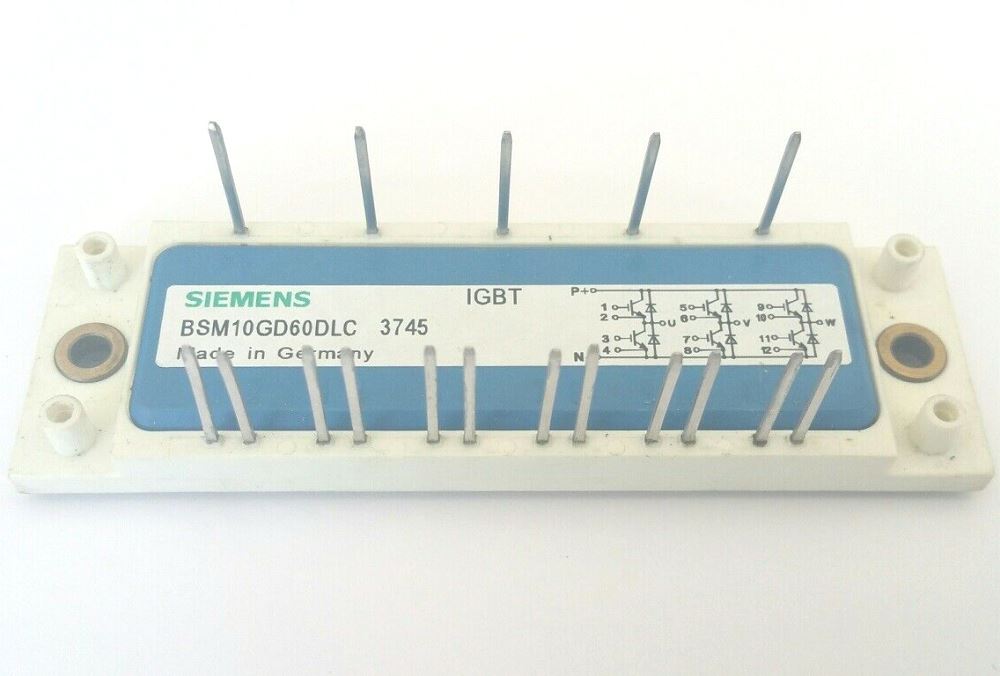 SIEMENS
IGBT
BSM10GD60DLC 3745
Made in Germany
P+
1
2
3
4
U
5
6
7
8
V
9
10
11
12
W
N